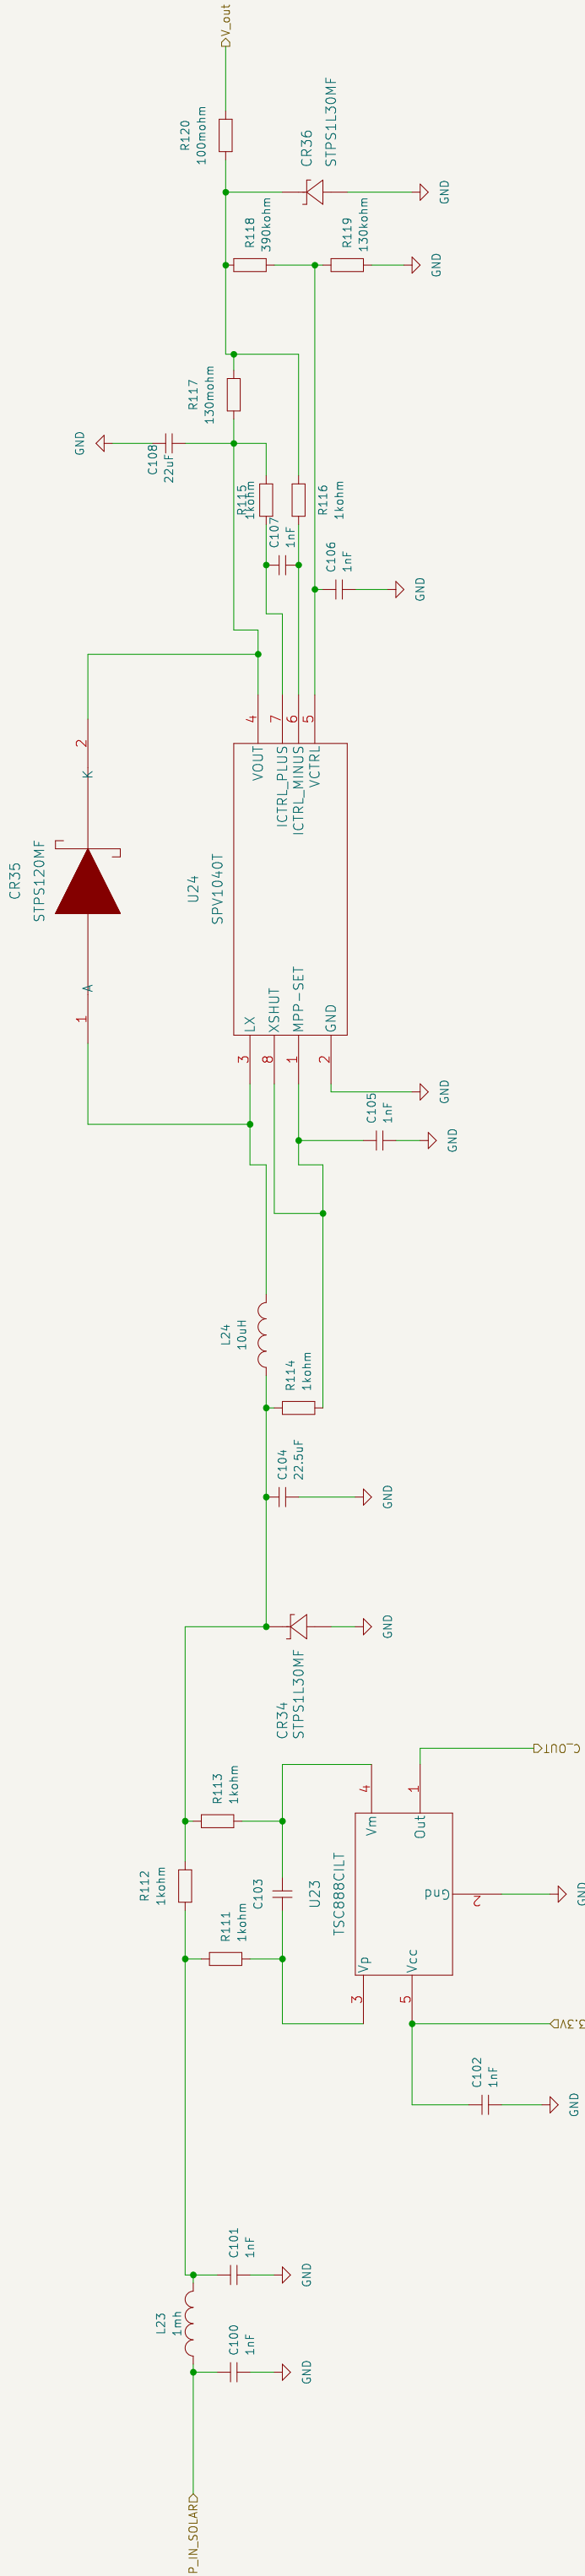 V_out
R120
100mohm
CR36
STPS1L30MF
GND
R118
390kohm
R119
130kohm
GND
R117
130mohm
GND
C108
22uF
R115
1kohm
R116
1kohm
C107
1nF
C106
1nF
GND
2
K
CR35
STPS120MF
A
1
4
7
6
5
VOUT
ICTRL_PLUS
ICTRL_MINUS
VCTRL
U24
SPV1040T
LX
XSHUT
MPP-SET
GND
3
8
1
2
GND
C105
1nF
GND
L24
10uH
R114
1kohm
C104
22.5uF
GND
CR34
STPS1L30MF
GND
C_OUT
R113
1kohm
4
1
Vm
Out
R112
1kohm
C103
U23
TSC888CILT
Gnd
2
GND
R111
1kohm
Vp
Vcc
3
5
3.3V
C102
1nF
GND
C101
1nF
GND
L23
1mh
C100
1nF
GND
P_IN_SOLAR